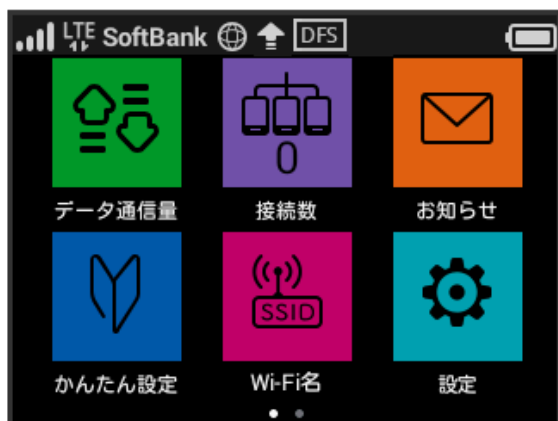 LTE SoftBank DFS
0
データ通信量 接続数 お知らせ
SSID
かんたん設定 Wi-Fi名 設定